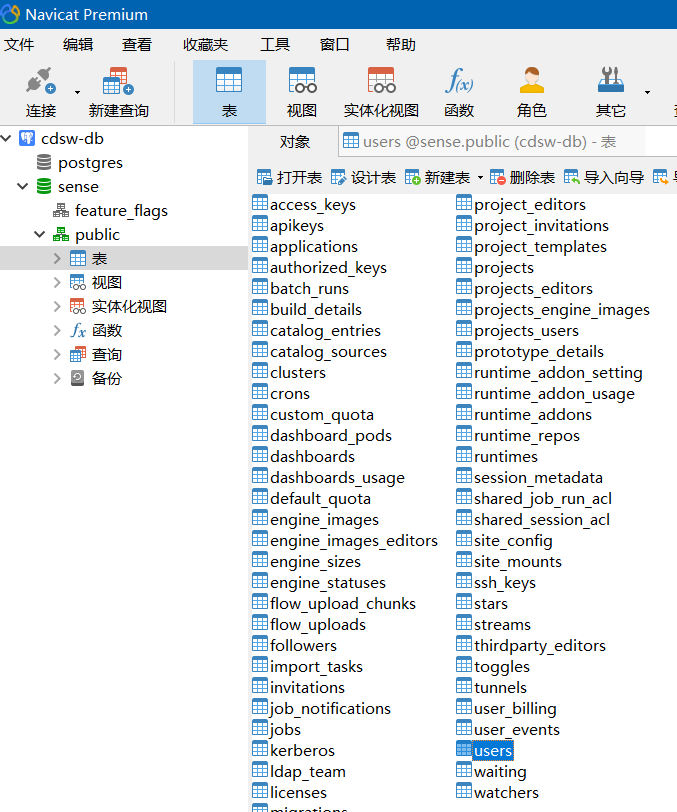 Navicat Premium
文件 编辑 查看 收藏夹 工具 窗口 帮助
连接 新建查询 表 视图 实体化视图 函数 角色 其它
f(x)
cdsw-db
postgres
sense
feature_flags
public
表
视图
实体化视图
fx 函数
查询
备份
对象 users @sense.public (cdsw-db) - 表
打开表 设计表 新建表 删除表 导入向导
access_keys
apikeys
applications
authorized_keys
batch_runs
build_details
catalog_entries
catalog_sources
clusters
crons
custom_quota
dashboard_pods
dashboards
dashboards_usage
default_quota
engine_images
engine_images_editors
engine_sizes
engine_statuses
flow_upload_chunks
flow_uploads
followers
import_tasks
invitations
job_notifications
jobs
kerberos
ldap_team
licenses
migrations
project_editors
project_invitations
project_templates
projects
projects_editors
projects_engine_images
projects_users
prototype_details
runtime_addon_setting
runtime_addon_usage
runtime_addons
runtime_repos
runtimes
session_metadata
shared_job_run_acl
shared_session_acl
site_config
site_mounts
ssh_keys
stars
streams
thirdparty_editors
toggles
tunnels
user_billing
user_events
users
waiting
watchers